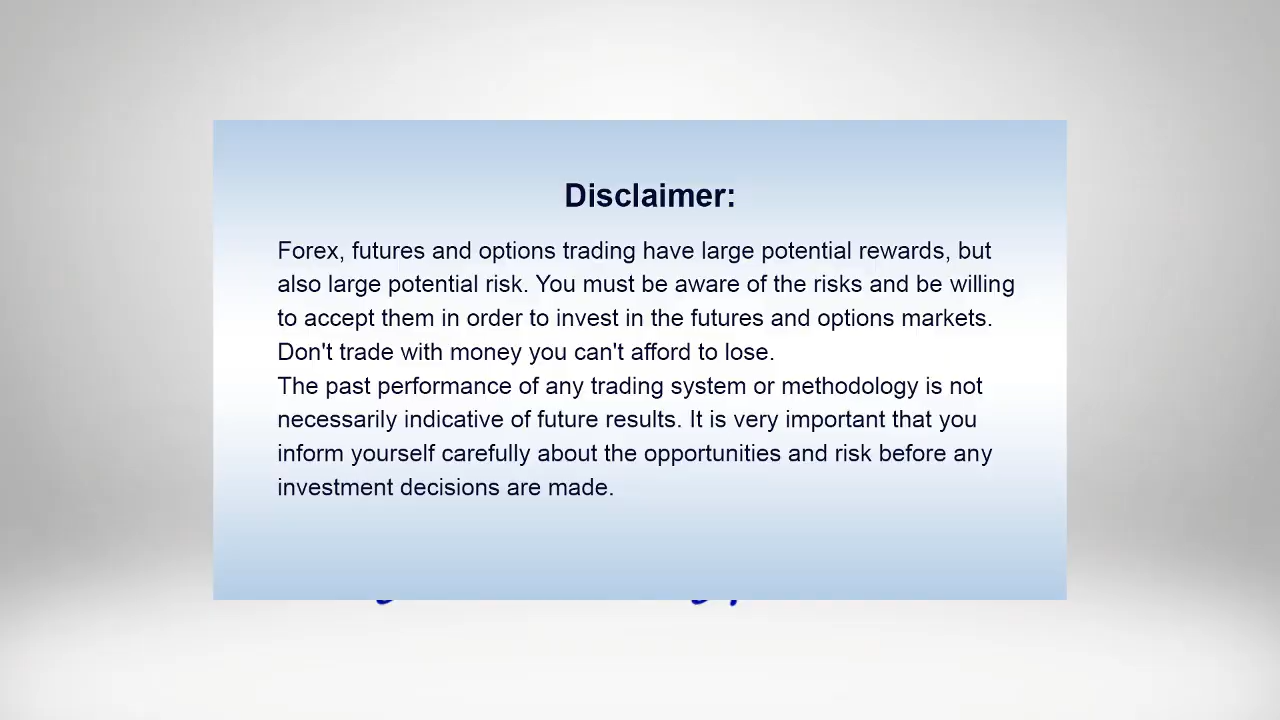 Disclaimer:
Forex, futures and options trading have large potential rewards, but
also large potential risk. You must be aware of the risks and be willing
to accept them in order to invest in the futures and options markets.
Don't trade with money you can't afford to lose.
The past performance of any trading system or methodology is not
necessarily indicative of future results. It is very important that you
inform yourself carefully about the opportunities and risk before any
investment decisions are made.